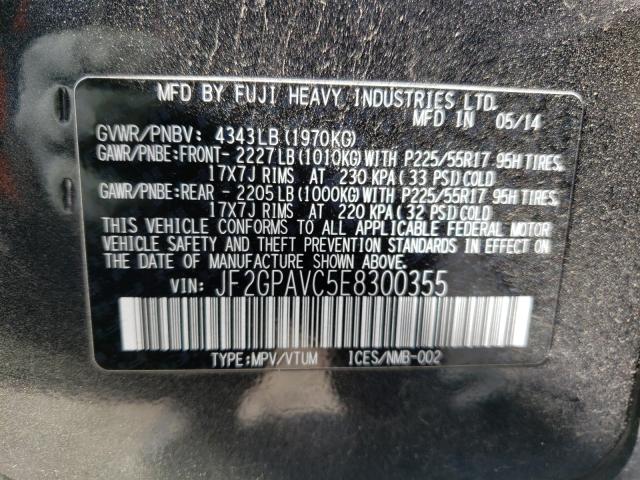 MFD BY FUJI HEAVY INDUSTRIES LTD.
MFD IN 05/14
GVWR/PNBV: 4343LB (1970KG)
GAWR/PNBE:FRONT- 2227LB (1010KG) WITH P225/55R17 95H TIRES,
17X7J RIMS AT 230 KPA (33 PSI) COLD
GAWR/PNBE:REAR - 2205LB (1000KG) WITH P225/55R17 95H TIRES,
17X7J RIMS AT 220 KPA (32 PSI) COLD
THIS VEHICLE CONFORMS TO ALL APPLICABLE FEDERAL MOTOR
VEHICLE SAFETY AND THEFT PREVENTION STANDARDS IN EFFECT ON
THE DATE OF MANUFACTURE SHOWN ABOVE.
VIN: JF2GPAVC5E8300355
TYPE:MPV/VTUM ICES/NMB-002